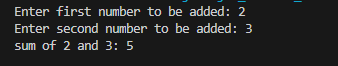 Enter first number to be added: 2
Enter second number to be added: 3
sum of 2 and 3: 5